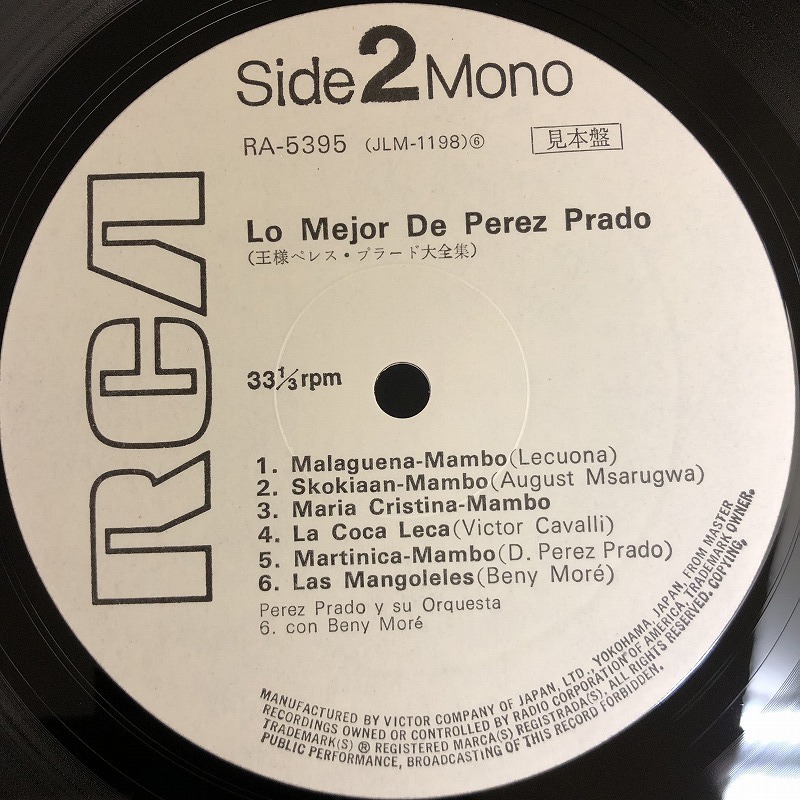 Side 2 Mono
RA-5395 (JLM-1198)⑥ 見本盤
Lo Mejor De Perez Prado
(王様ペレス・プラード大全集)
RCA
33⅓ rpm
1. Malaguena-Mambo(Lecuona)
2. Skokiaan-Mambo(August Msarugwa)
3. Maria Cristina-Mambo
4. La Coca Leca(Victor Cavalli)
5. Martinica-Mambo(D. Perez Prado)
6. Las Mangoleles(Beny Moré)
Perez Prado y su Orquesta
6. con Beny Moré
MANUFACTURED BY VICTOR COMPANY OF JAPAN, LTD., YOKOHAMA, JAPAN, FROM MASTER
RECORDINGS OWNED OR CONTROLLED BY RADIO CORPORATION OF AMERICA, TRADEMARK OWNER.
TRADEMARK(S) ® REGISTERED MARCA(S) REGISTRADA(S), ALL RIGHTS RESERVED. COPYING,
PUBLIC PERFORMANCE, BROADCASTING OF THIS RECORD FORBIDDEN.